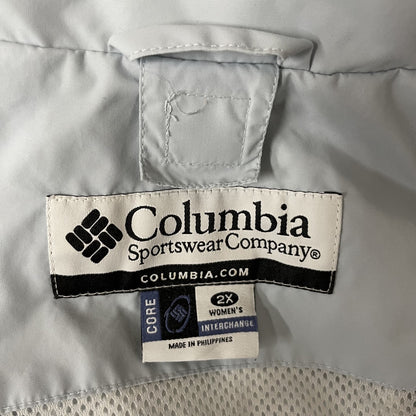 Columbia
Sportswear Company®
COLUMBIA.COM
CORE
2X
WOMEN'S
INTERCHANGE
MADE IN PHILIPPINES